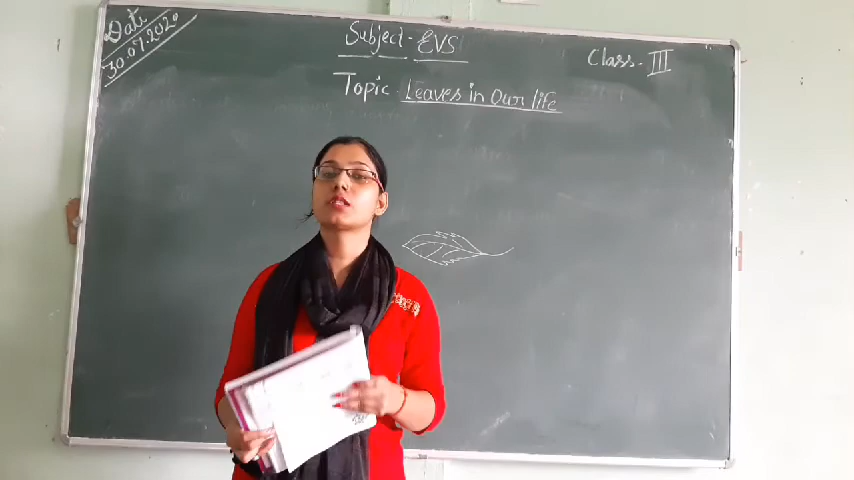 Date
30.07.2020
Subject - EVS
Class - III
Topic - Leaves in Our life